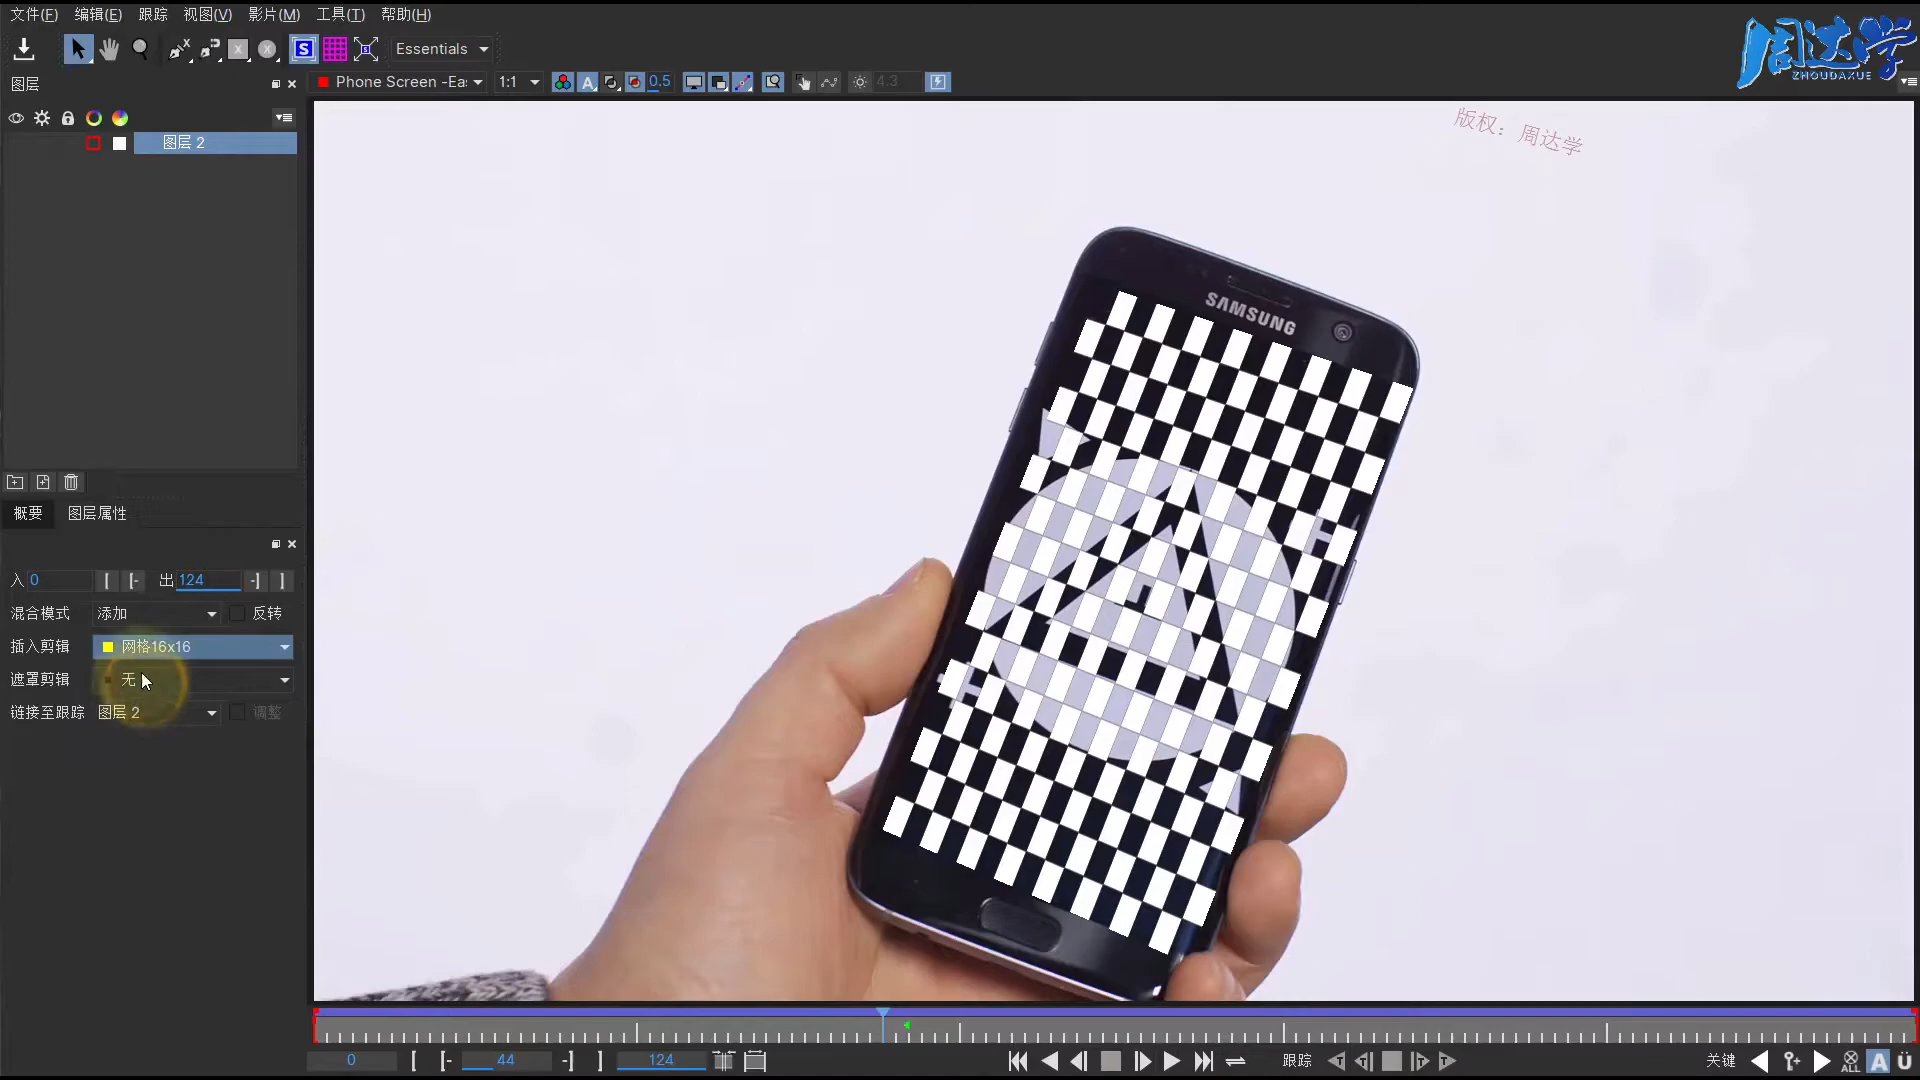 文件(F) 编辑(E) 跟踪 视图(V) 影片(M) 工具(T) 帮助(H)
S Essentials
周达学
ZHOUDAXUE
图层
Phone Screen -Eas 1:1 A 0.5 4.3
版权：周达学
图层 2
SAMSUNG
概要 图层属性
入 0 [ [- 出 124 -] ]
混合模式 添加 反转
插入剪辑 网格16x16
遮罩剪辑 无
链接至跟踪 图层 2 调整
0 [ [- 44 -] ] 124 跟踪 T T T T 关键 ALL A Ü